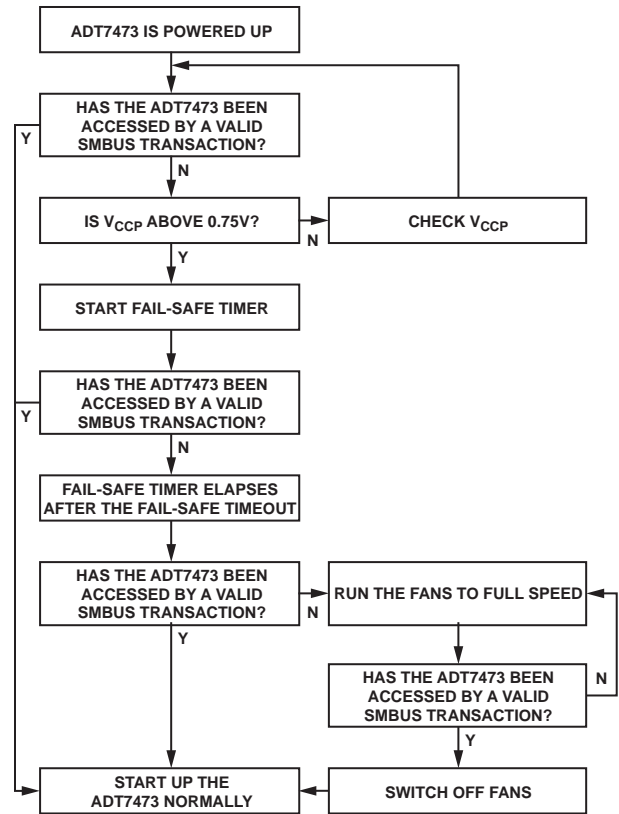 ADT7473 IS POWERED UP
HAS THE ADT7473 BEEN
ACCESSED BY A VALID
SMBUS TRANSACTION?
Y
N
IS VCCP ABOVE 0.75V?
N
CHECK VCCP
Y
START FAIL-SAFE TIMER
HAS THE ADT7473 BEEN
ACCESSED BY A VALID
SMBUS TRANSACTION?
Y
N
FAIL-SAFE TIMER ELAPSES
AFTER THE FAIL-SAFE TIMEOUT
HAS THE ADT7473 BEEN
ACCESSED BY A VALID
SMBUS TRANSACTION?
N
RUN THE FANS TO FULL SPEED
Y
HAS THE ADT7473 BEEN
ACCESSED BY A VALID
SMBUS TRANSACTION?
N
Y
START UP THE
ADT7473 NORMALLY
SWITCH OFF FANS